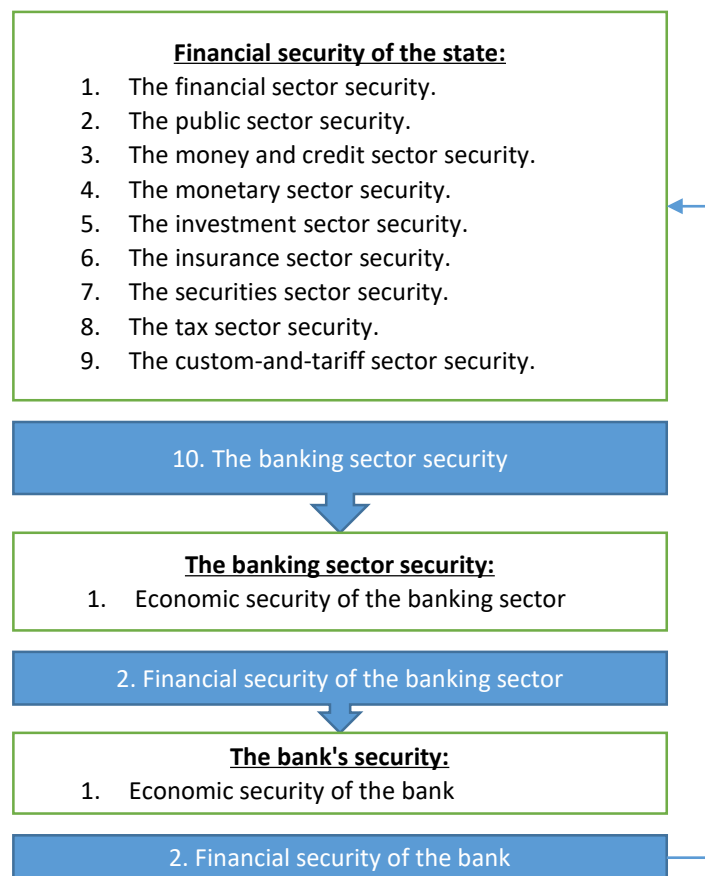 Financial security of the state:
1. The financial sector security.
2. The public sector security.
3. The money and credit sector security.
4. The monetary sector security.
5. The investment sector security.
6. The insurance sector security.
7. The securities sector security.
8. The tax sector security.
9. The custom-and-tariff sector security.
10. The banking sector security
The banking sector security:
1. Economic security of the banking sector
2. Financial security of the banking sector
The bank's security:
1. Economic security of the bank
2. Financial security of the bank